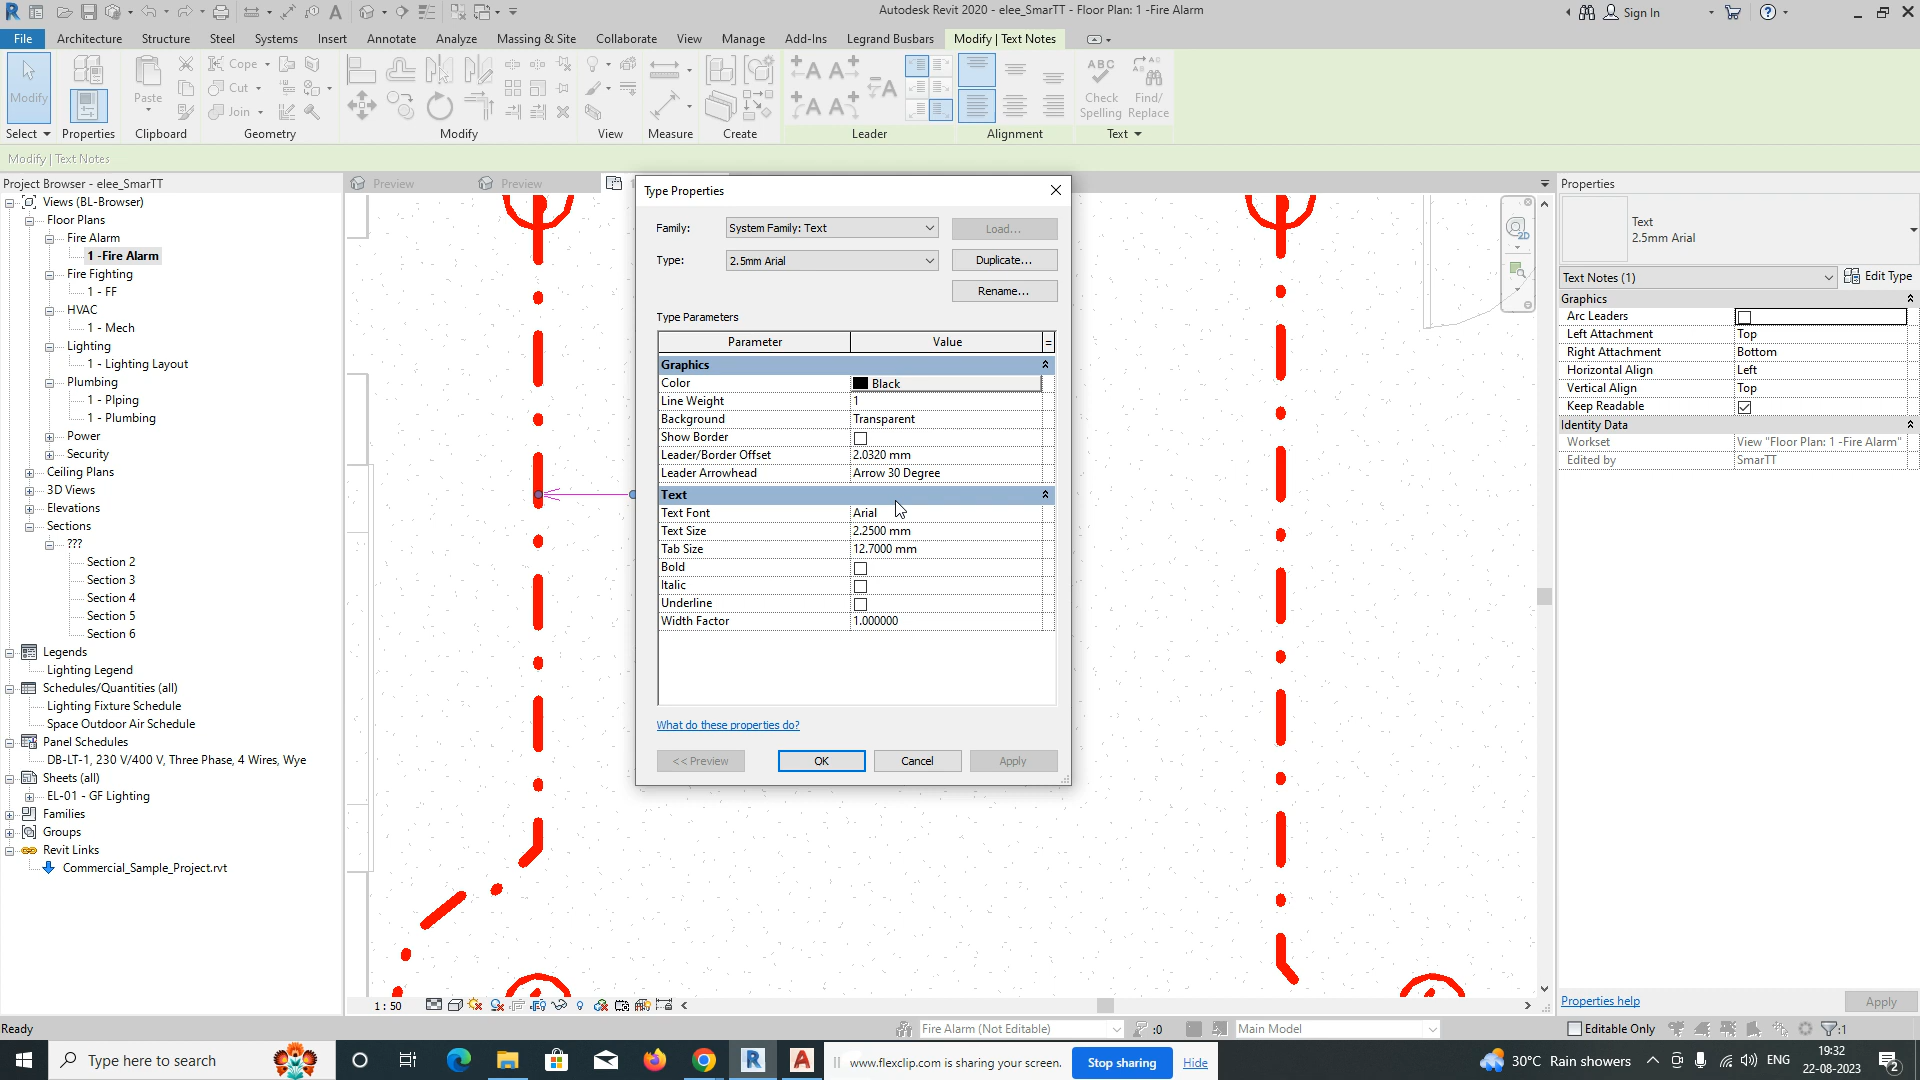 Autodesk Revit 2020 - elee_SmarTT - Floor Plan: 1 -Fire Alarm
Sign In
File Architecture Structure Steel Systems Insert Annotate Analyze Massing & Site Collaborate View Manage Add-Ins Legrand Busbars Modify | Text Notes
Modify
Paste
Cope
Cut
Join
ABC
Check Spelling
Find/ Replace
Select Properties Clipboard Geometry Modify View Measure Create Leader Alignment Text
Modify | Text Notes
Project Browser - elee_SmarTT
Views (BL-Browser)
Floor Plans
Fire Alarm
1 -Fire Alarm
Fire Fighting
1 - FF
HVAC
1 - Mech
Lighting
1 - Lighting Layout
Plumbing
1 - PIping
1 - Plumbing
Power
Security
Ceiling Plans
3D Views
Elevations
Sections
???
Section 2
Section 3
Section 4
Section 5
Section 6
Legends
Lighting Legend
Schedules/Quantities (all)
Lighting Fixture Schedule
Space Outdoor Air Schedule
Panel Schedules
DB-LT-1, 230 V/400 V, Three Phase, 4 Wires, Wye
Sheets (all)
EL-01 - GF Lighting
Families
Groups
Revit Links
Commercial_Sample_Project.rvt
Preview
Preview
Type Properties
Family: System Family: Text Load...
Type: 2.5mm Arial Duplicate...
Rename...
Type Parameters
Parameter Value =
Graphics
Color Black
Line Weight 1
Background Transparent
Show Border
Leader/Border Offset 2.0320 mm
Leader Arrowhead Arrow 30 Degree
Text
Text Font Arial
Text Size 2.2500 mm
Tab Size 12.7000 mm
Bold
Italic
Underline
Width Factor 1.000000
What do these properties do?
<< Preview OK Cancel Apply
2D
Properties
Text
2.5mm Arial
Text Notes (1) Edit Type
Graphics
Arc Leaders
Left Attachment Top
Right Attachment Bottom
Horizontal Align Left
Vertical Align Top
Keep Readable
Identity Data
Workset View "Floor Plan: 1 -Fire Alarm"
Edited by SmarTT
Properties help Apply
1 : 50
Ready
Fire Alarm (Not Editable)
:0
Main Model
Editable Only
:1
Type here to search
www.flexclip.com is sharing your screen. Stop sharing Hide
30°C Rain showers
ENG
19:32
22-08-2023
2